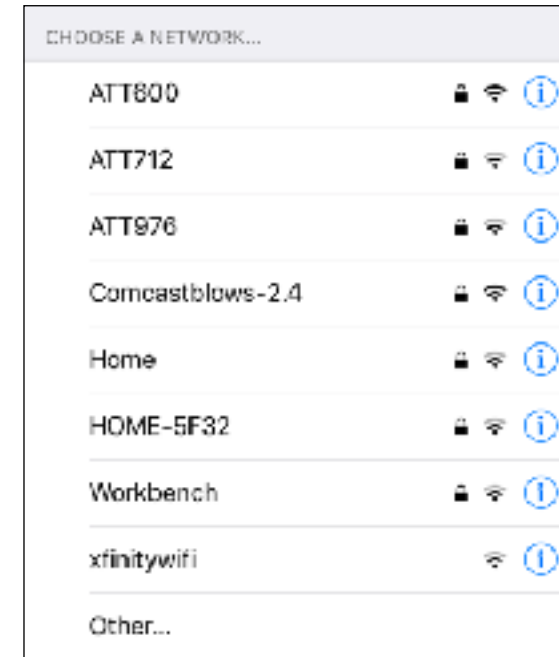 CHOOSE A NETWORK...
ATT600
ATT712
ATT976
Comcastblows-2.4
Home
HOME-5F32
Workbench
xfinitywifi
Other...